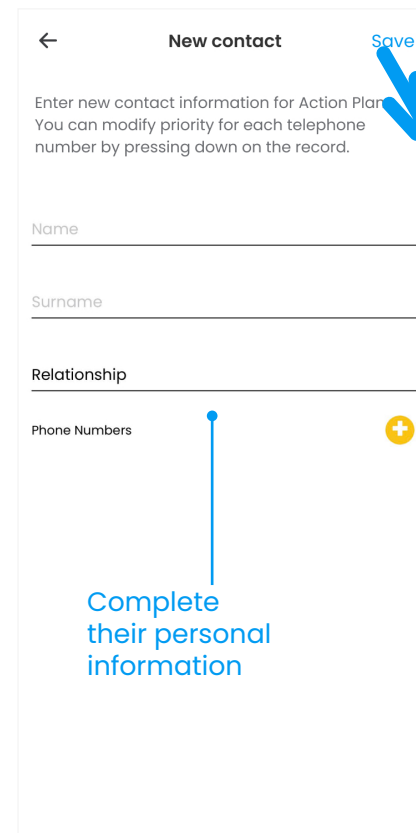 New contact
Save
Enter new contact information for Action Plan
You can modify priority for each telephone
number by pressing down on the record.
Name
Surname
Relationship
Phone Numbers
Complete
their personal
information